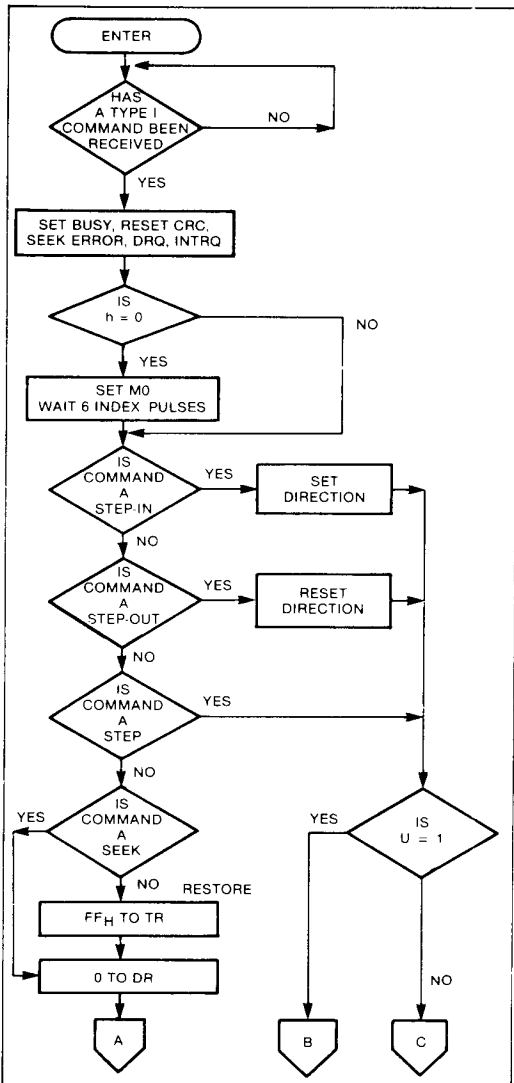 ENTER
HAS
A TYPE I
COMMAND BEEN
RECEIVED
NO
YES
SET BUSY, RESET CRC,
SEEK ERROR, DRQ, INTRQ
IS
h = 0
NO
YES
SET MO
WAIT 6 INDEX PULSES
IS
COMMAND
A
STEP-IN
YES
SET
DIRECTION
NO
IS
COMMAND
A
STEP-OUT
YES
RESET
DIRECTION
NO
IS
COMMAND
A
STEP
YES
NO
IS
COMMAND
A
SEEK
YES
NO
RESTORE
IS
U = 1
YES
NO
FFH TO TR
0 TO DR
A
B
C